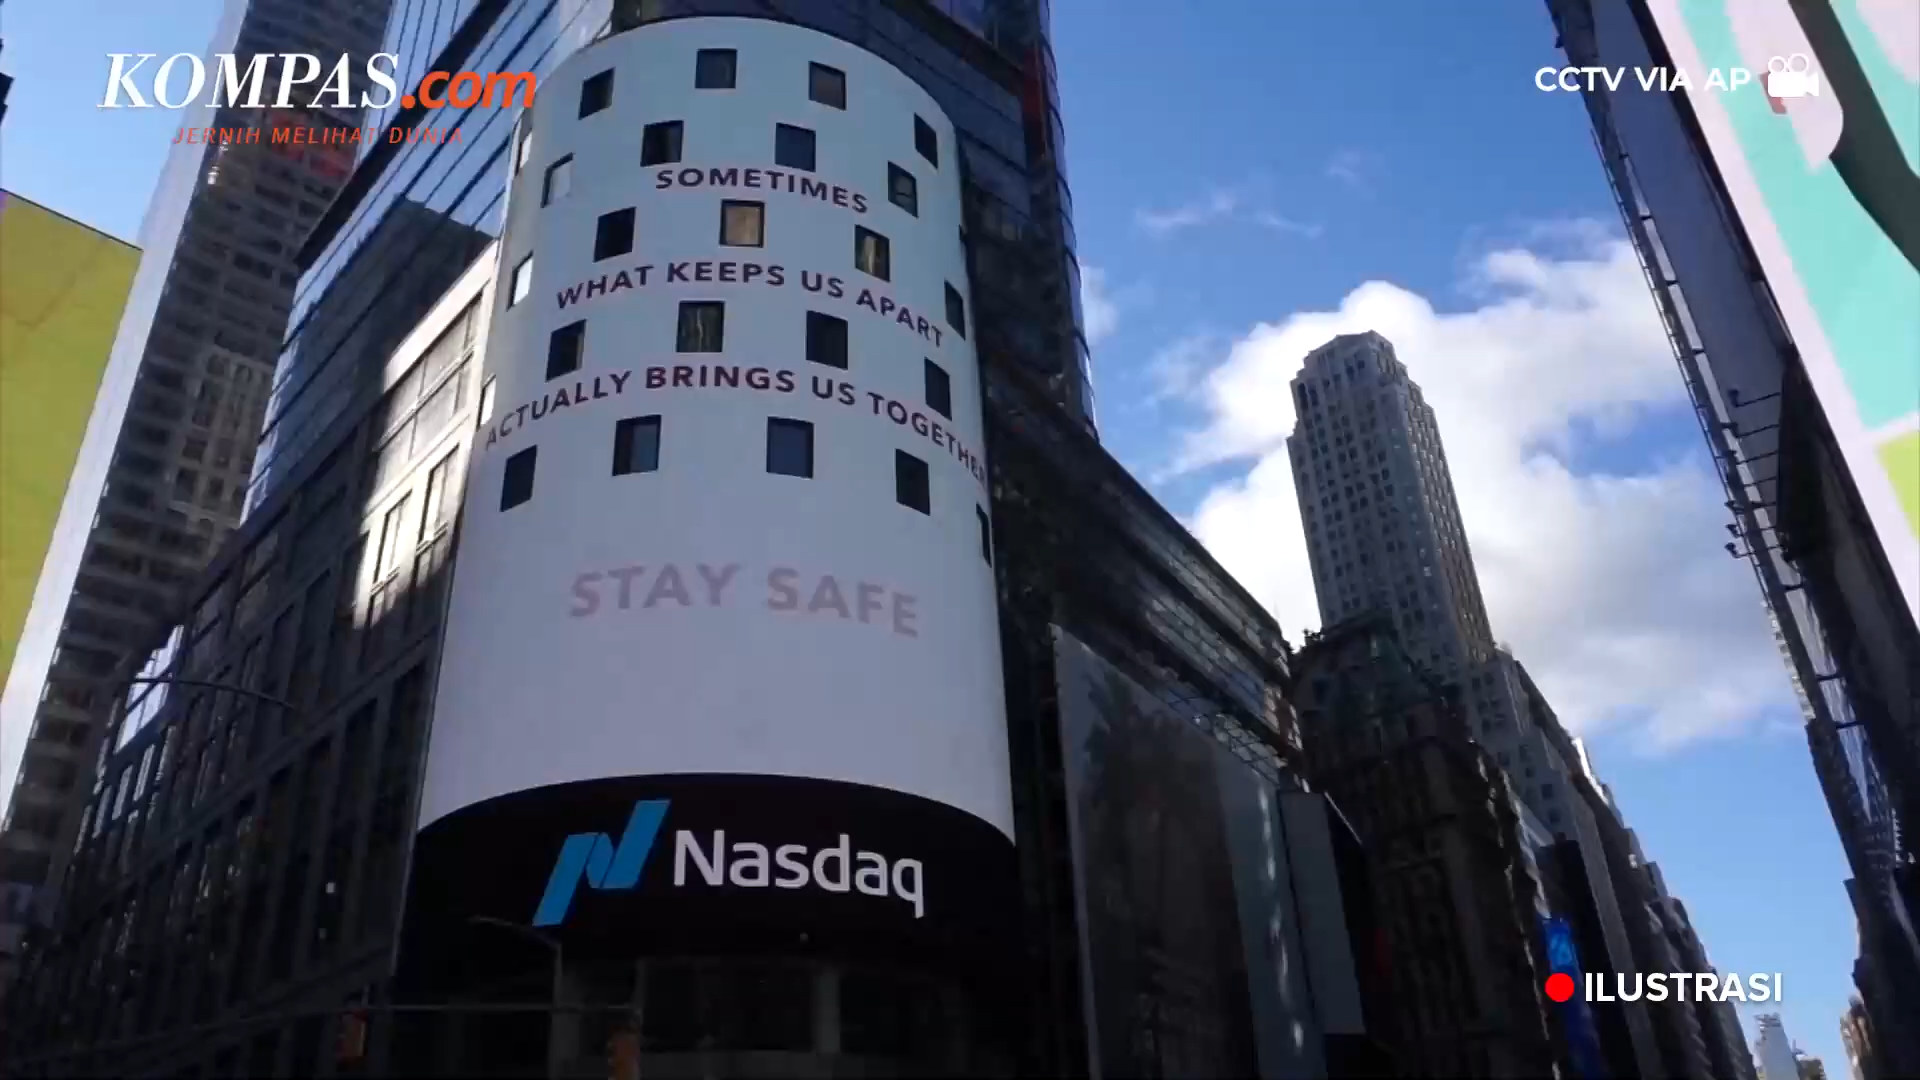 KOMPAS.com
JERNIH MELIHAT DUNIA
CCTV VIA AP
SOMETIMES
WHAT KEEPS US APART
ACTUALLY BRINGS US TOGETHER
STAY SAFE
Nasdaq
ILUSTRASI